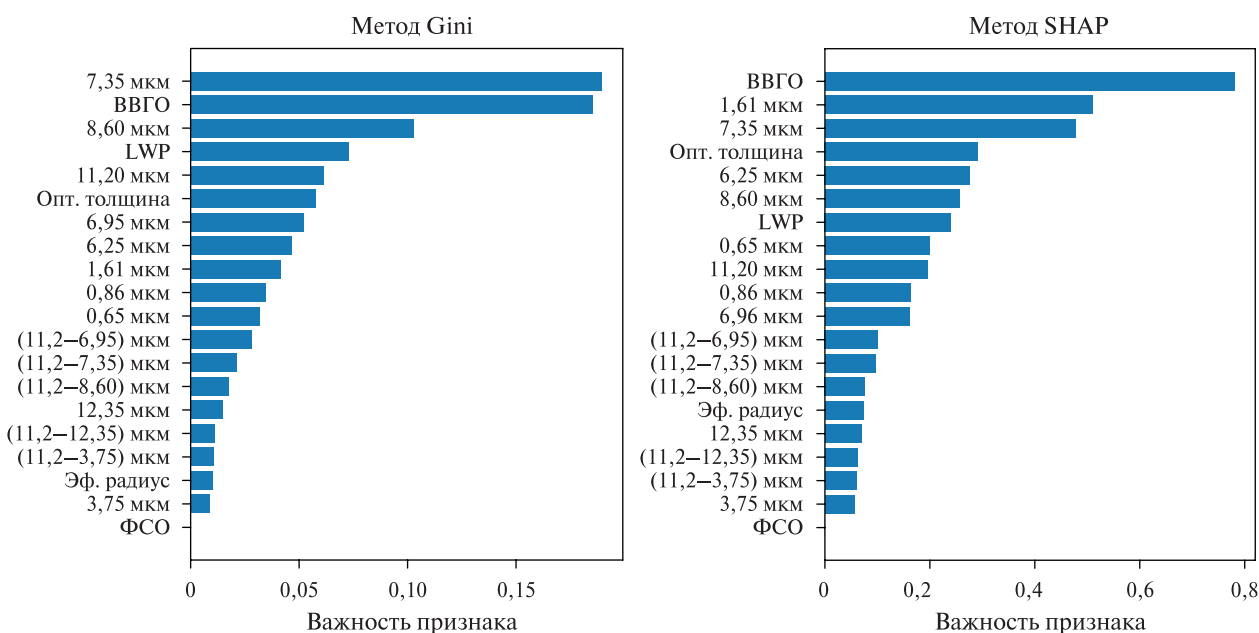 Метод Gini
7,35 мкм
ВВГО
8,60 мкм
LWP
11,20 мкм
Опт. толщина
6,95 мкм
6,25 мкм
1,61 мкм
0,86 мкм
0,65 мкм
(11,2–6,95) мкм
(11,2–7,35) мкм
(11,2–8,60) мкм
12,35 мкм
(11,2–12,35) мкм
(11,2–3,75) мкм
Эф. радиус
3,75 мкм
ФСО
0 0,05 0,10 0,15
Важность признака
Метод SHAP
ВВГО
1,61 мкм
7,35 мкм
Опт. толщина
6,25 мкм
8,60 мкм
LWP
0,65 мкм
11,20 мкм
0,86 мкм
6,96 мкм
(11,2–6,95) мкм
(11,2–7,35) мкм
(11,2–8,60) мкм
Эф. радиус
12,35 мкм
(11,2–12,35) мкм
(11,2–3,75) мкм
3,75 мкм
ФСО
0 0,2 0,4 0,6 0,8
Важность признака